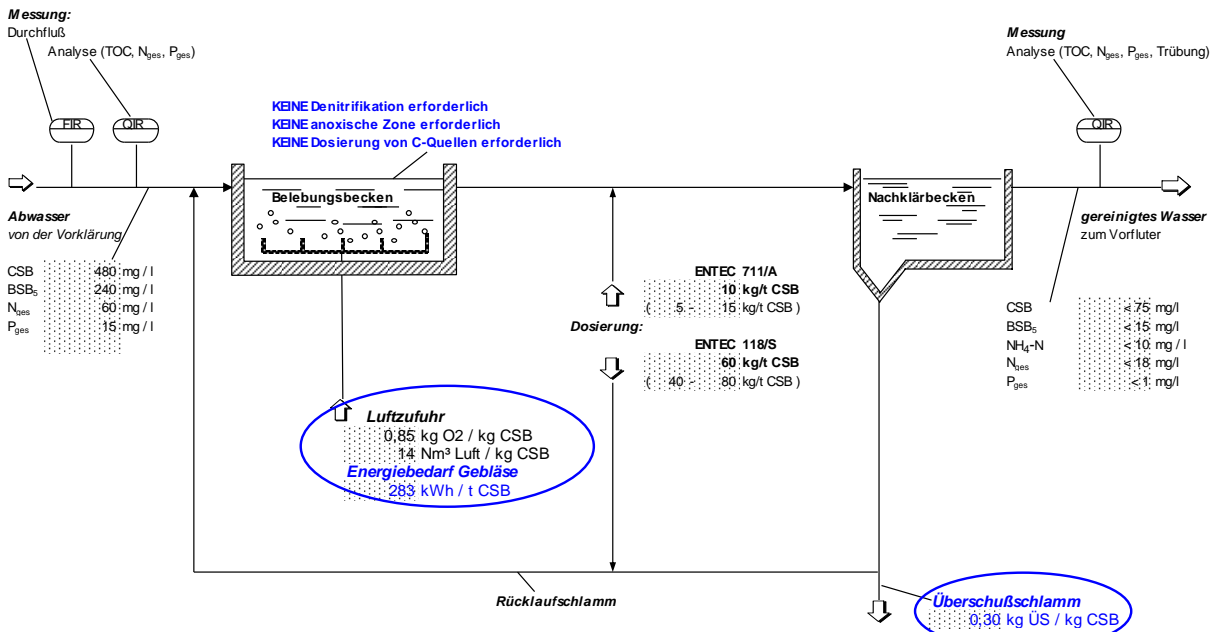 Messung:
Durchfluß
Analyse (TOC, Nges, Pges)
Messung
Analyse (TOC, Nges, Pges, Trübung)
FIR
QIR
QIR
KEINE Denitrifikation erforderlich
KEINE anoxische Zone erforderlich
KEINE Dosierung von C-Quellen erforderlich
Belebungsbecken
Nachklärbecken
Abwasser
von der Vorklärung
CSB 480 mg / l
BSB5 240 mg / l
Nges 60 mg / l
Pges 15 mg / l
gereinigtes Wasser
zum Vorfluter
CSB < 75 mg/l
BSB5 < 15 mg/l
NH4-N < 10 mg / l
Nges < 18 mg/l
Pges < 1 mg/l
ENTEC 711/A
10 kg/t CSB
( 5 - 15 kg/t CSB )
Dosierung:
ENTEC 118/S
60 kg/t CSB
( 40 - 80 kg/t CSB )
Luftzufuhr
0,85 kg O2 / kg CSB
14 Nm³ Luft / kg CSB
Energiebedarf Gebläse
283 kWh / t CSB
Rücklaufschlamm
Überschußschlamm
0,30 kg ÜS / kg CSB